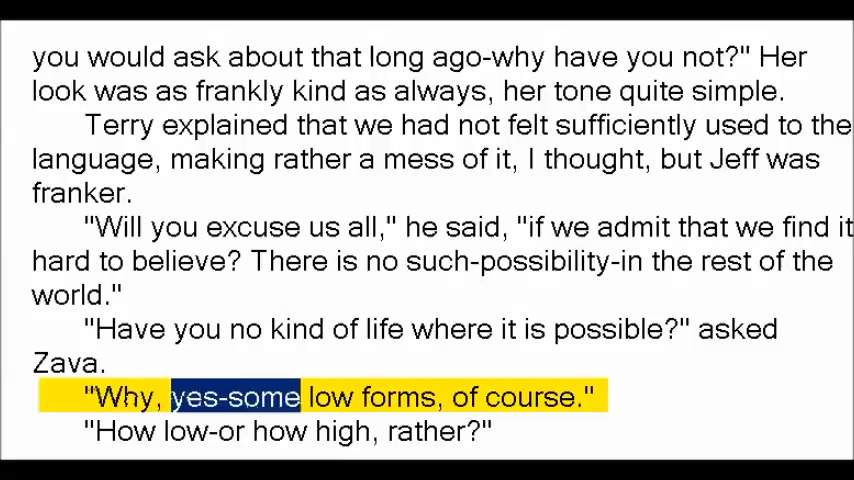 you would ask about that long ago-why have you not?" Her
look was as frankly kind as always, her tone quite simple.
Terry explained that we had not felt sufficiently used to the
language, making rather a mess of it, I thought, but Jeff was
franker.
"Will you excuse us all," he said, "if we admit that we find it
hard to believe? There is no such-possibility-in the rest of the
world."
"Have you no kind of life where it is possible?" asked
Zava.
"Why, yes-some low forms, of course."
"How low-or how high, rather?"